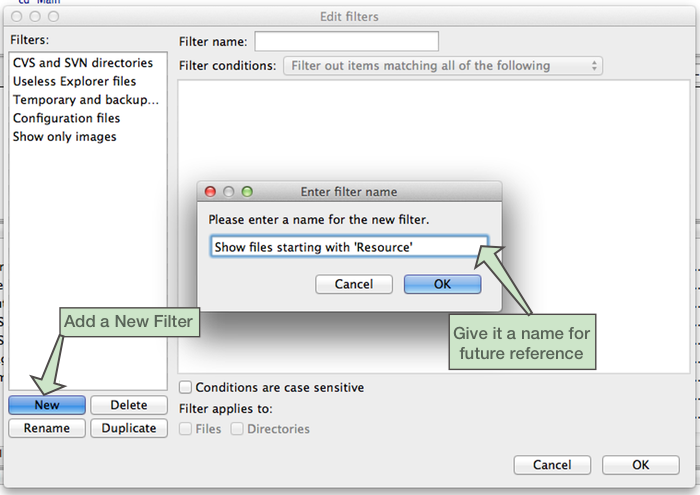 cd Main
Edit filters
Filters:
CVS and SVN directories
Useless Explorer files
Temporary and backup...
Configuration files
Show only images
Filter name:
Filter conditions:
Filter out items matching all of the following
Enter filter name
Please enter a name for the new filter.
Show files starting with 'Resource'
Cancel
OK
Add a New Filter
Give it a name for
future reference
New
Delete
Rename
Duplicate
Conditions are case sensitive
Filter applies to:
Files
Directories
Cancel
OK